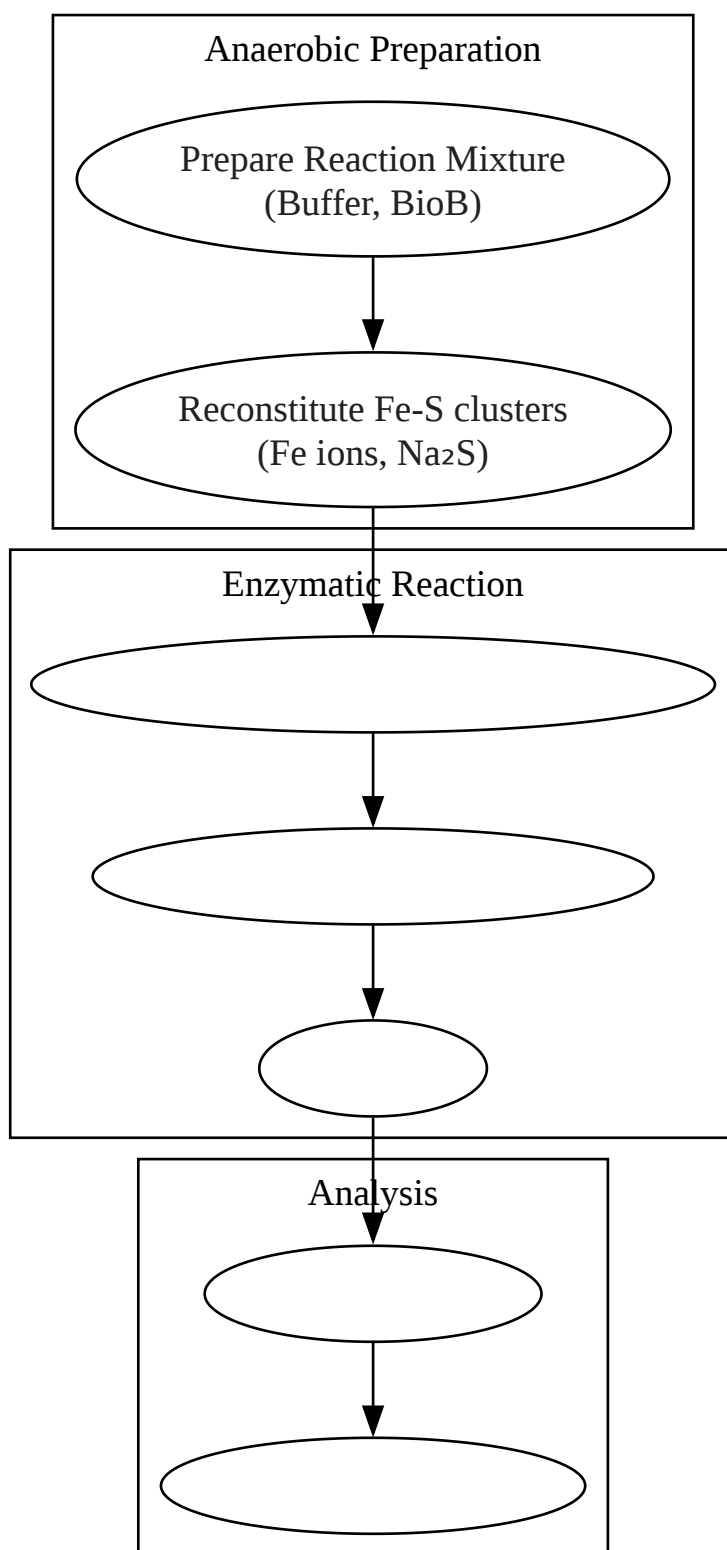 Anaerobic Preparation
Prepare Reaction Mixture
(Buffer, BioB)
Reconstitute Fe-S clusters
(Fe ions, Na₂S)
Enzymatic Reaction
Analysis